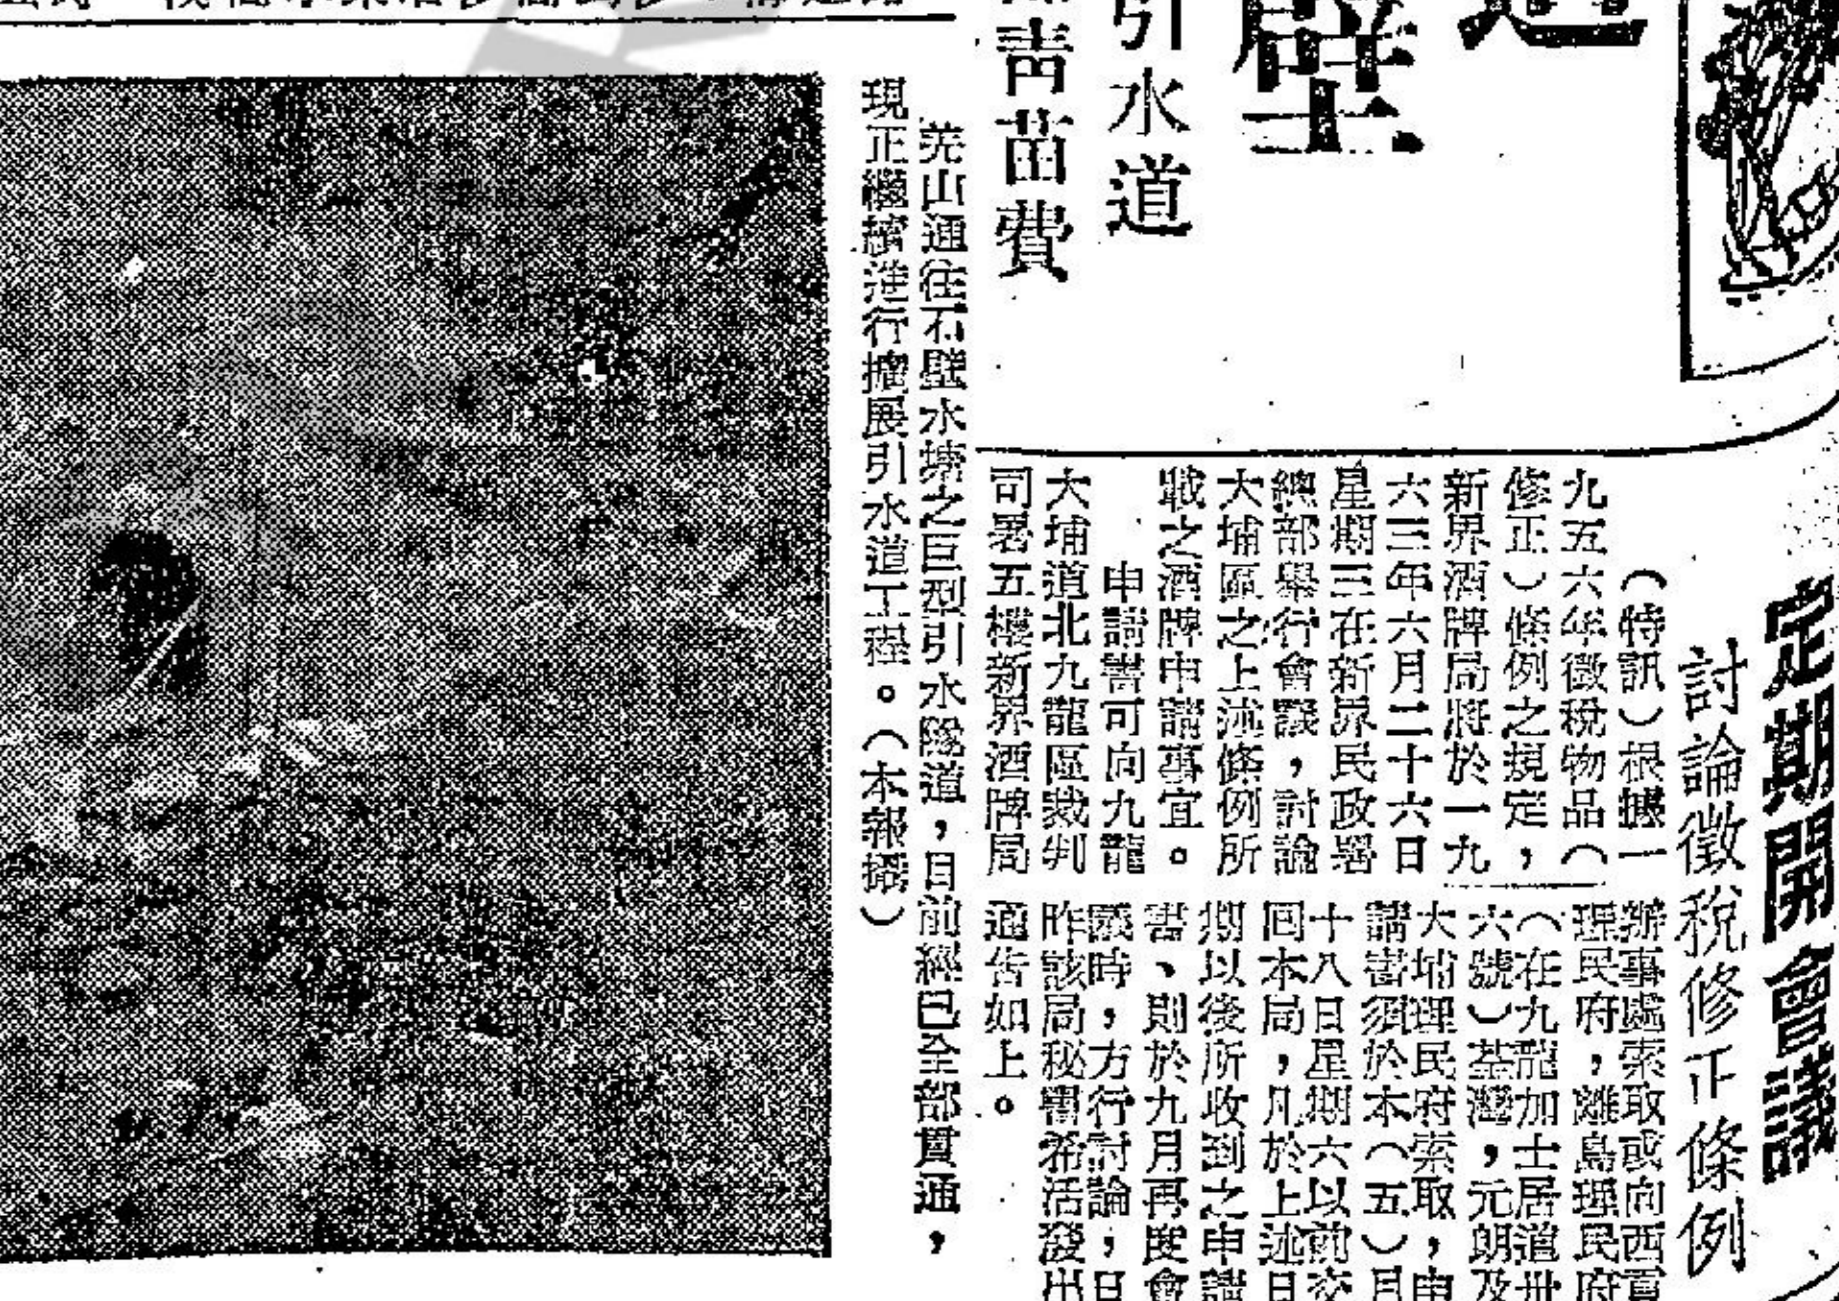 壁
引水道
青苗費
定期開會議
討論徵稅修正條例
（特訊）根據一
九五六年徵稅物品（
修正）條例之規定，
新界酒牌局將於一九
六三年六月二十六日
星期三在新界民政署
總部舉行會議，討論
大埔區之上述條例所
載之酒牌申請事宜。
申請書可向九龍
大埔道北九龍區裁判
司署五樓新界酒牌局
辦事處索取或向西貢
理民府，離島理民府
（在九龍加士居道卅
六號）荃灣，元朗及
大埔理民府索取，申
請書須於本（五）月
十八日星期六以前交
回本局，凡於上述日
期以後所收到之申請
書、則於九月再度會
議時，方行討論，日
昨該局秘書希活發出
通告如上。
羌山通往石壁水塘之巨型引水隧道，目前經已全部貫通，
現正繼續進行擴展引水道工程。（本報攝）